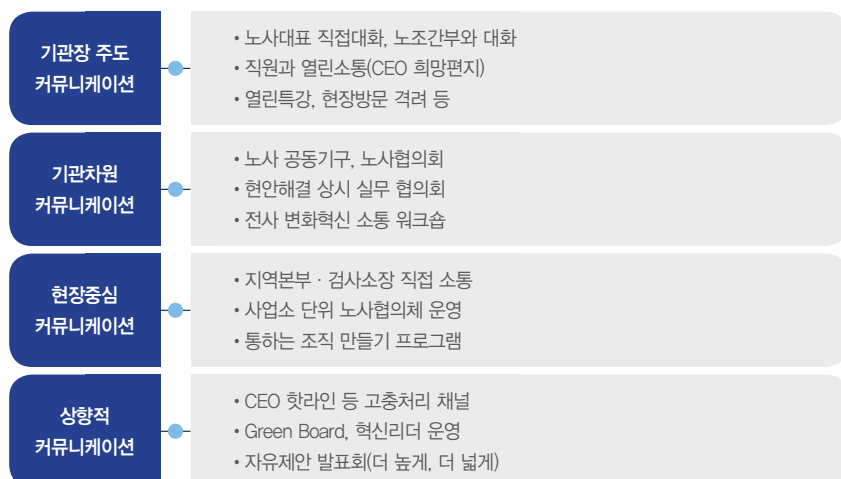 기관장 주도
커뮤니케이션
• 노사대표 직접대화, 노조간부와 대화
• 직원과 열린소통(CEO 희망편지)
• 열린특강, 현장방문 격려 등
기관차원
커뮤니케이션
• 노사 공동기구, 노사협의회
• 현안해결 상시 실무 협의회
• 전사 변화혁신 소통 워크숍
현장중심
커뮤니케이션
• 지역본부 · 검사소장 직접 소통
• 사업소 단위 노사협의체 운영
• 통하는 조직 만들기 프로그램
상향적
커뮤니케이션
• CEO 핫라인 등 고충처리 채널
• Green Board, 혁신리더 운영
• 자유제안 발표회(더 높게, 더 넓게)